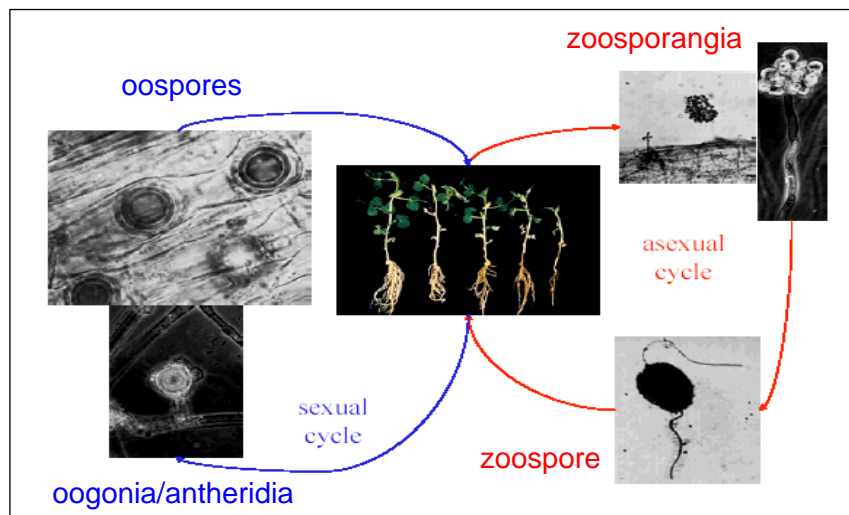 zoosporangia
oospores
asexual
cycle
sexual
cycle
zoospore
oogonia/antheridia